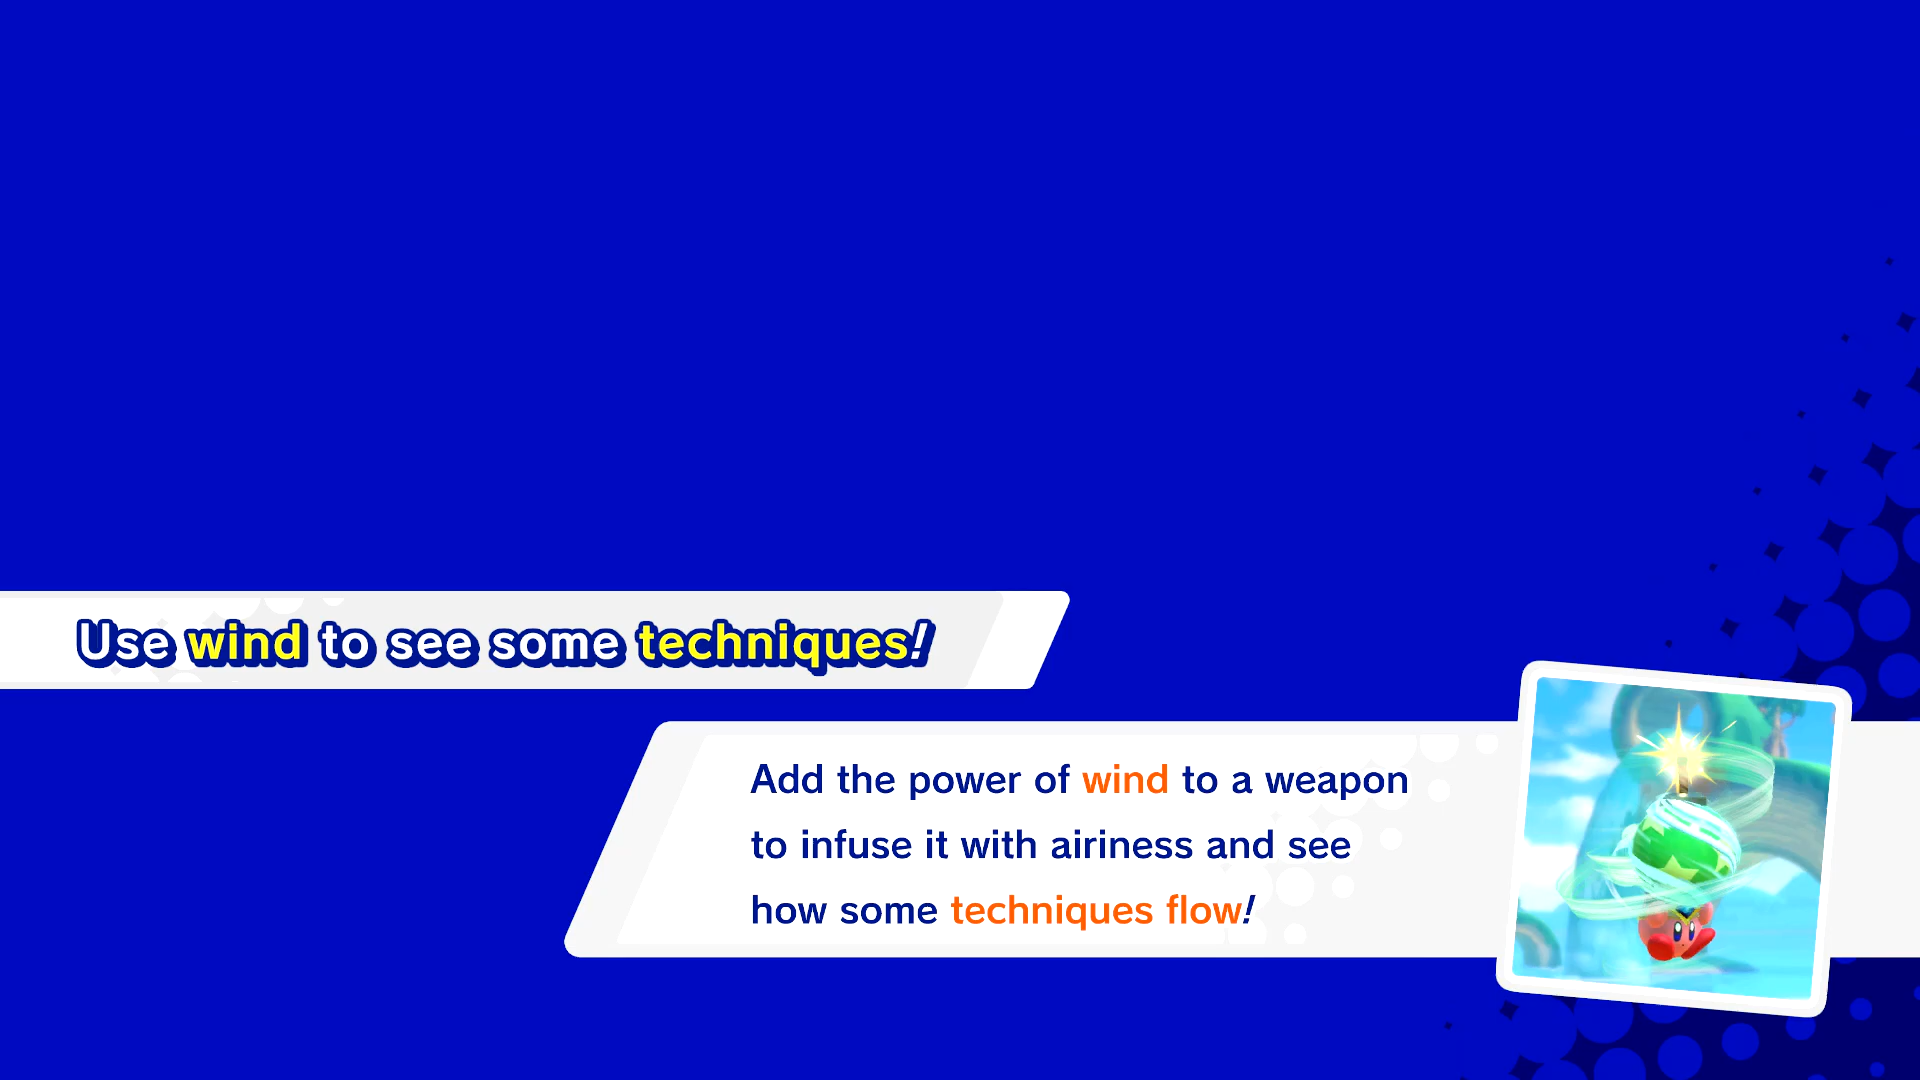 Use wind to see some techniques!
Add the power of wind to a weapon
to infuse it with airiness and see
how some techniques flow!